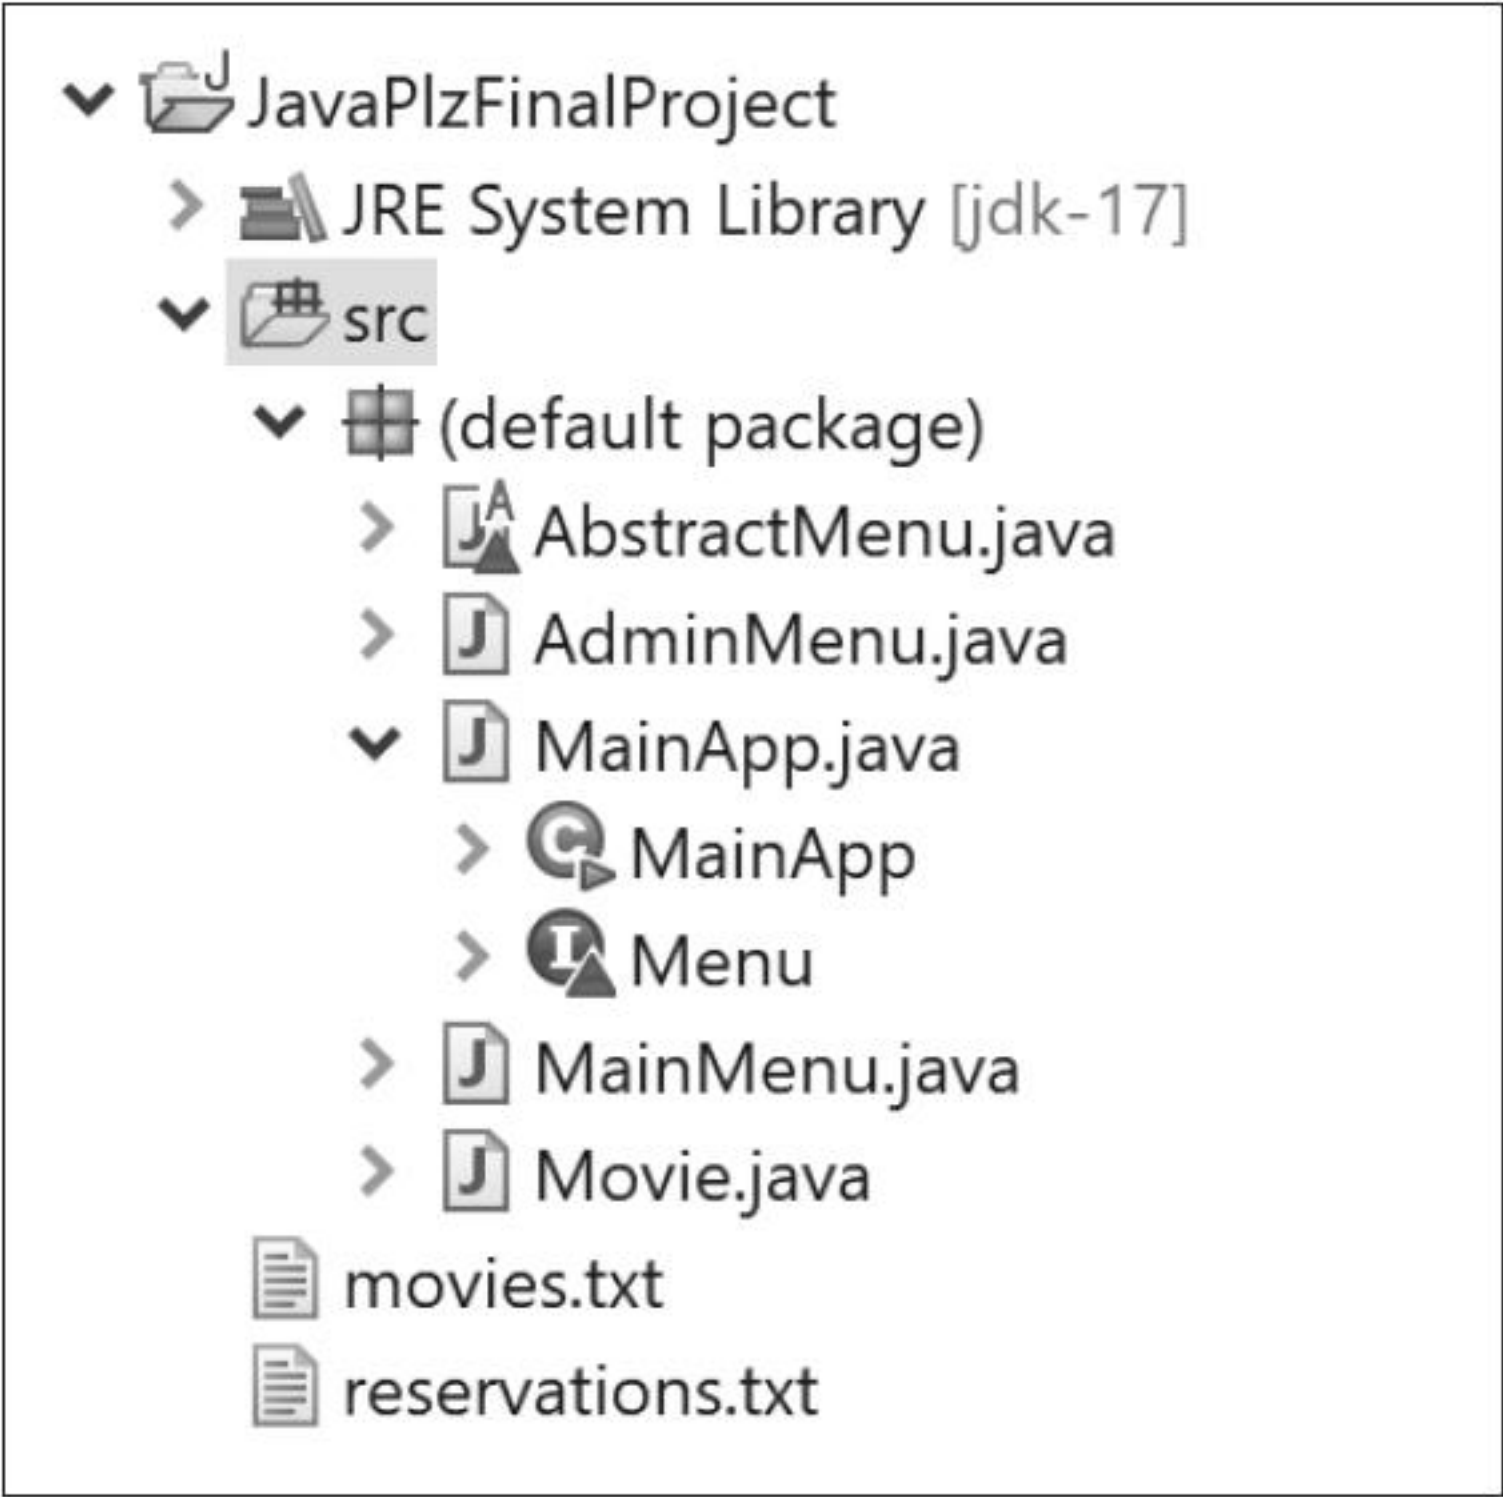 JavaPlzFinalProject
JRE System Library [jdk-17]
src
(default package)
AbstractMenu.java
AdminMenu.java
MainApp.java
MainApp
Menu
MainMenu.java
Movie.java
movies.txt
reservations.txt